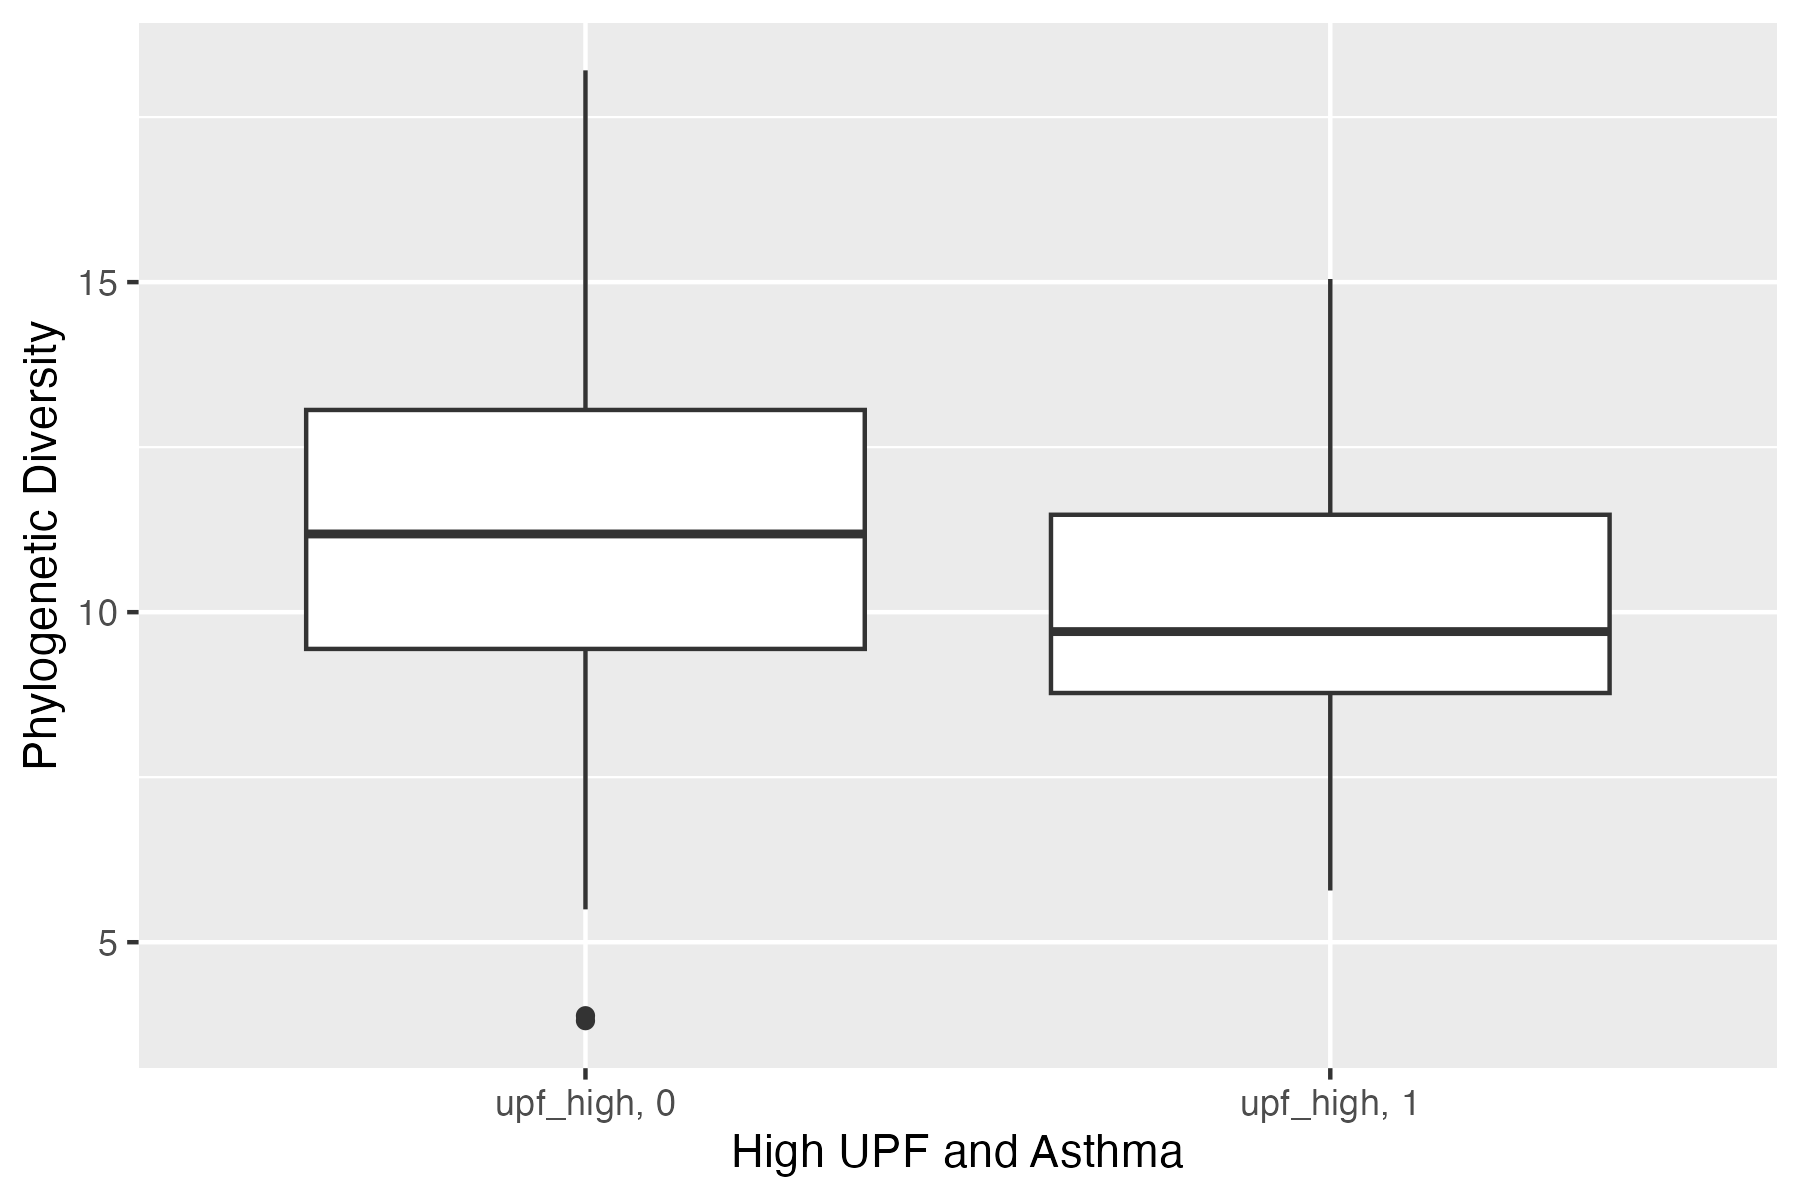 Phylogenetic Diversity
15
10
5
upf_high, 0
upf_high, 1
High UPF and Asthma